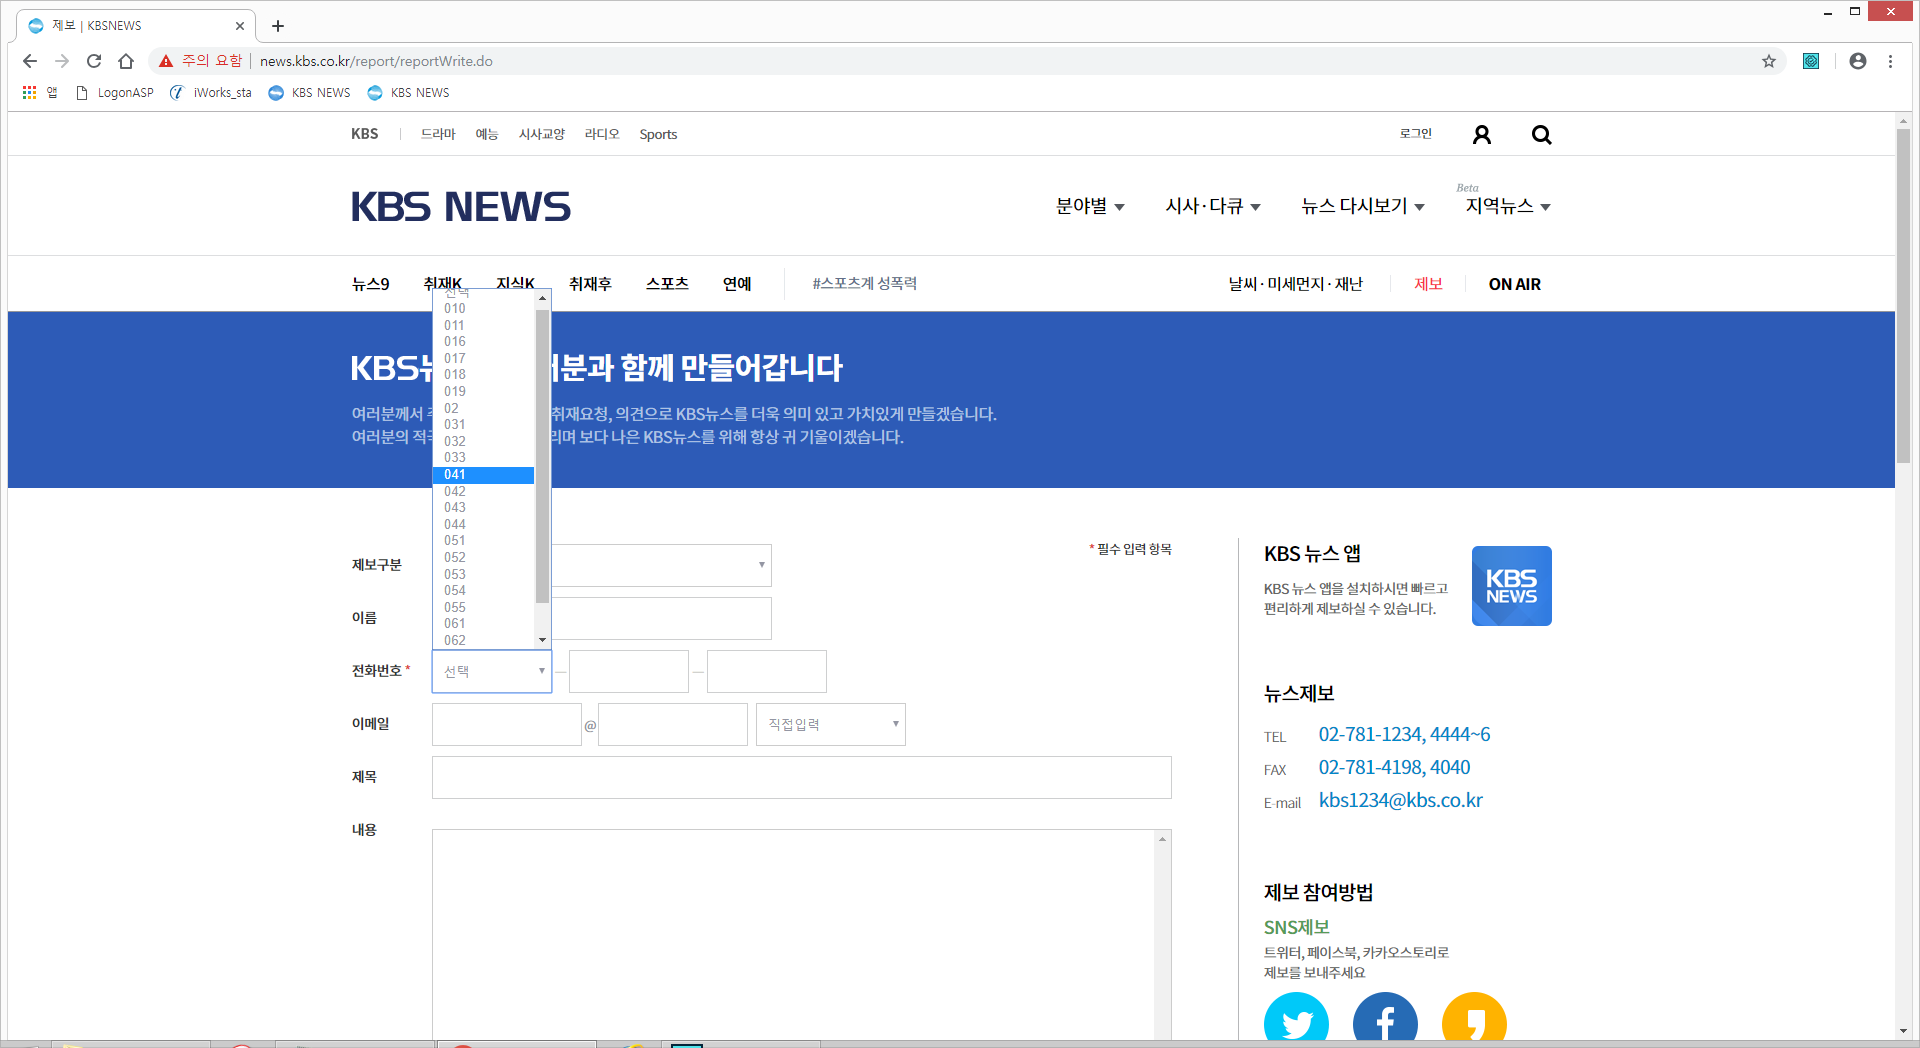 제보 | KBSNEWS
주의 요함 | news.kbs.co.kr/report/reportWrite.do
앱 LogonASP iWorks_sta KBS NEWS KBS NEWS
KBS 드라마 예능 시사교양 라디오 Sports 로그인
Beta
KBS NEWS 분야별 시사·다큐 뉴스 다시보기 지역뉴스
뉴스9 취재K 지식K 취재후 스포츠 연예 #스포츠계 성폭력 날씨·미세먼지·재난 제보 ON AIR
선택
010
011
016
017
018
019
02
031
032
033
041
042
043
044
051
052
053
054
055
061
062
KBS뉴 러분과 함께 만들어갑니다
여러분께서 취재요청, 의견으로 KBS뉴스를 더욱 의미 있고 가치있게 만들겠습니다.
여러분의 리며 보다 나은 KBS뉴스를 위해 항상 귀 기울이겠습니다.
* 필수 입력 항목
제보구분
이름
전화번호 * 선택
이메일 @ 직접입력
제목
내용
KBS 뉴스 앱
KBS 뉴스 앱을 설치하시면 빠르고
편리하게 제보하실 수 있습니다.
KBS
NEWS
뉴스제보
TEL 02-781-1234, 4444~6
FAX 02-781-4198, 4040
E-mail kbs1234@kbs.co.kr
제보 참여방법
SNS제보
트위터, 페이스북, 카카오스토리로
제보를 보내주세요